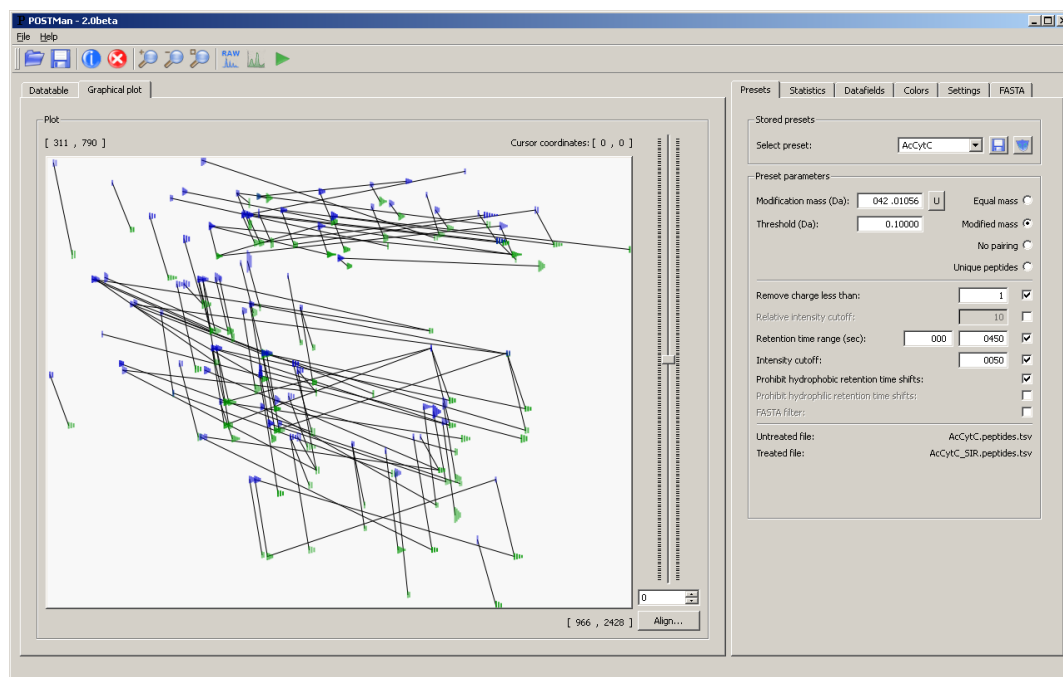 POSTMan - 2.0beta
File Help
RAW
Datatable Graphical plot
Plot
[ 311 , 790 ] Cursor coordinates: [ 0 , 0 ]
0
[ 966 , 2428 ] Align...
Presets Statistics Datafields Colors Settings FASTA
Stored presets
Select preset: AcCytC
Preset parameters
Modification mass (Da): 042 .01056 U Equal mass
Threshold (Da): 0.10000 Modified mass
No pairing
Unique peptides
Remove charge less than: 1
Relative intensity cutoff: 10
Retention time range (sec): 000 0450
Intensity cutoff: 0050
Prohibit hydrophobic retention time shifts:
Prohibit hydrophilic retention time shifts:
FASTA filter:
Untreated file: AcCytC.peptides.tsv
Treated file: AcCytC_SIR.peptides.tsv